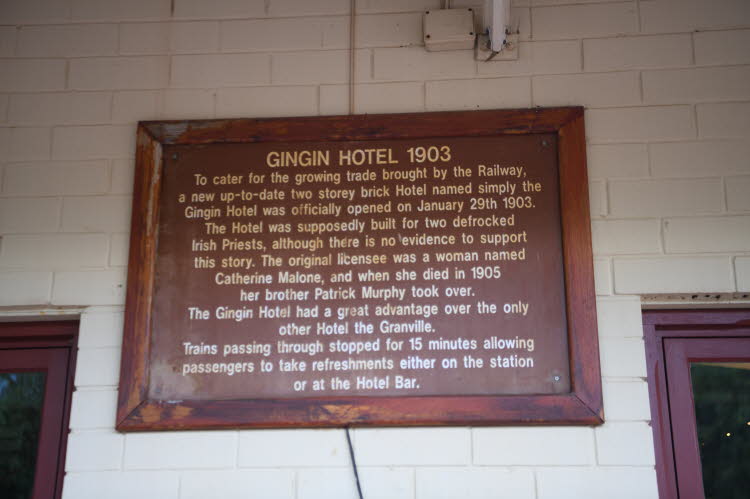 GINGIN HOTEL 1903
To cater for the growing trade brought by the Railway,
a new up-to-date two storey brick Hotel named simply the
Gingin Hotel was officially opened on January 29th 1903.
The Hotel was supposedly built for two defrocked
Irish Priests, although there is no evidence to support
this story. The original licensee was a woman named
Catherine Malone, and when she died in 1905
her brother Patrick Murphy took over.
The Gingin Hotel had a great advantage over the only
other Hotel the Granville.
Trains passing through stopped for 15 minutes allowing
passengers to take refreshments either on the station
or at the Hotel Bar.